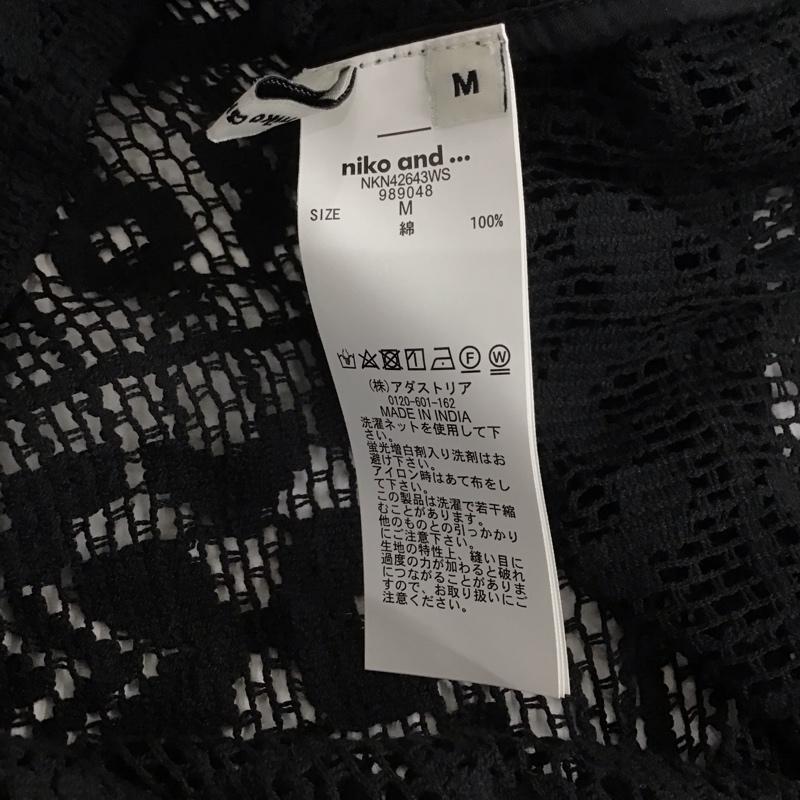 M
niko and ...
NKN42643WS
989048
SIZE M
綿 100%
F W
(株)アダストリア
0120-601-162
MADE IN INDIA
洗濯ネットを使用して下
さい。
蛍光増白剤入り洗剤はお
避け下さい。
アイロン時はあて布をし
て下さい。
この製品は洗濯で若干縮
むことがあります。
他のものとの引っかかり
にご注意下さい。
生地の特性上、縫い目に
過度の力が加わると破れ
につながることがありま
すので、お取り扱いにご
注意ください。